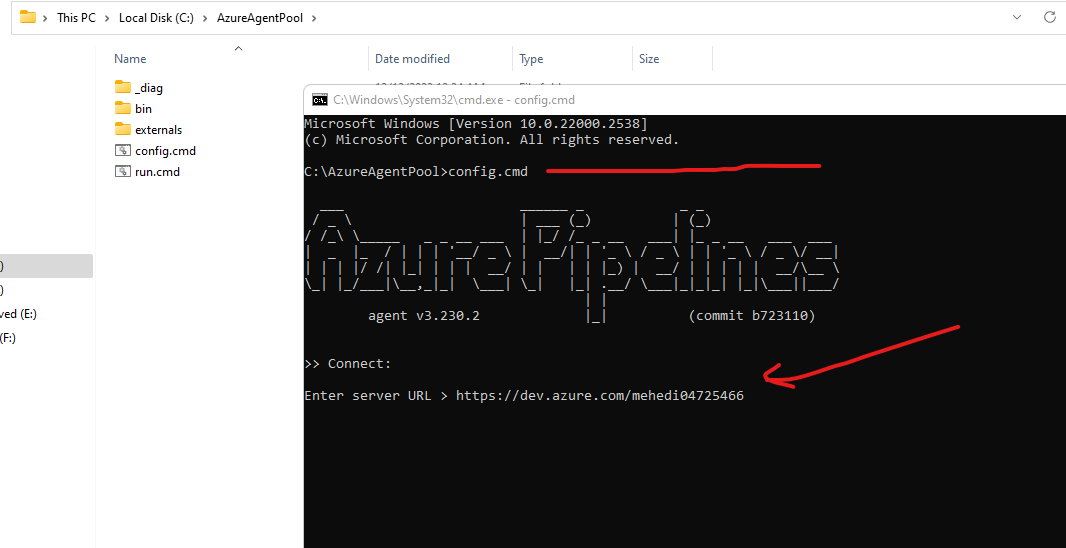 This PC > Local Disk (C:) > AzureAgentPool >
Name Date modified Type Size
_diag
bin
externals
config.cmd
run.cmd
)
)
ved (E:)
(F:)
C:\Windows\System32\cmd.exe - config.cmd
Microsoft Windows [Version 10.0.22000.2538]
(c) Microsoft Corporation. All rights reserved.
C:\AzureAgentPool>config.cmd
Azure Pipelines
agent v3.230.2 (commit b723110)
>> Connect:
Enter server URL > https://dev.azure.com/mehedi04725466